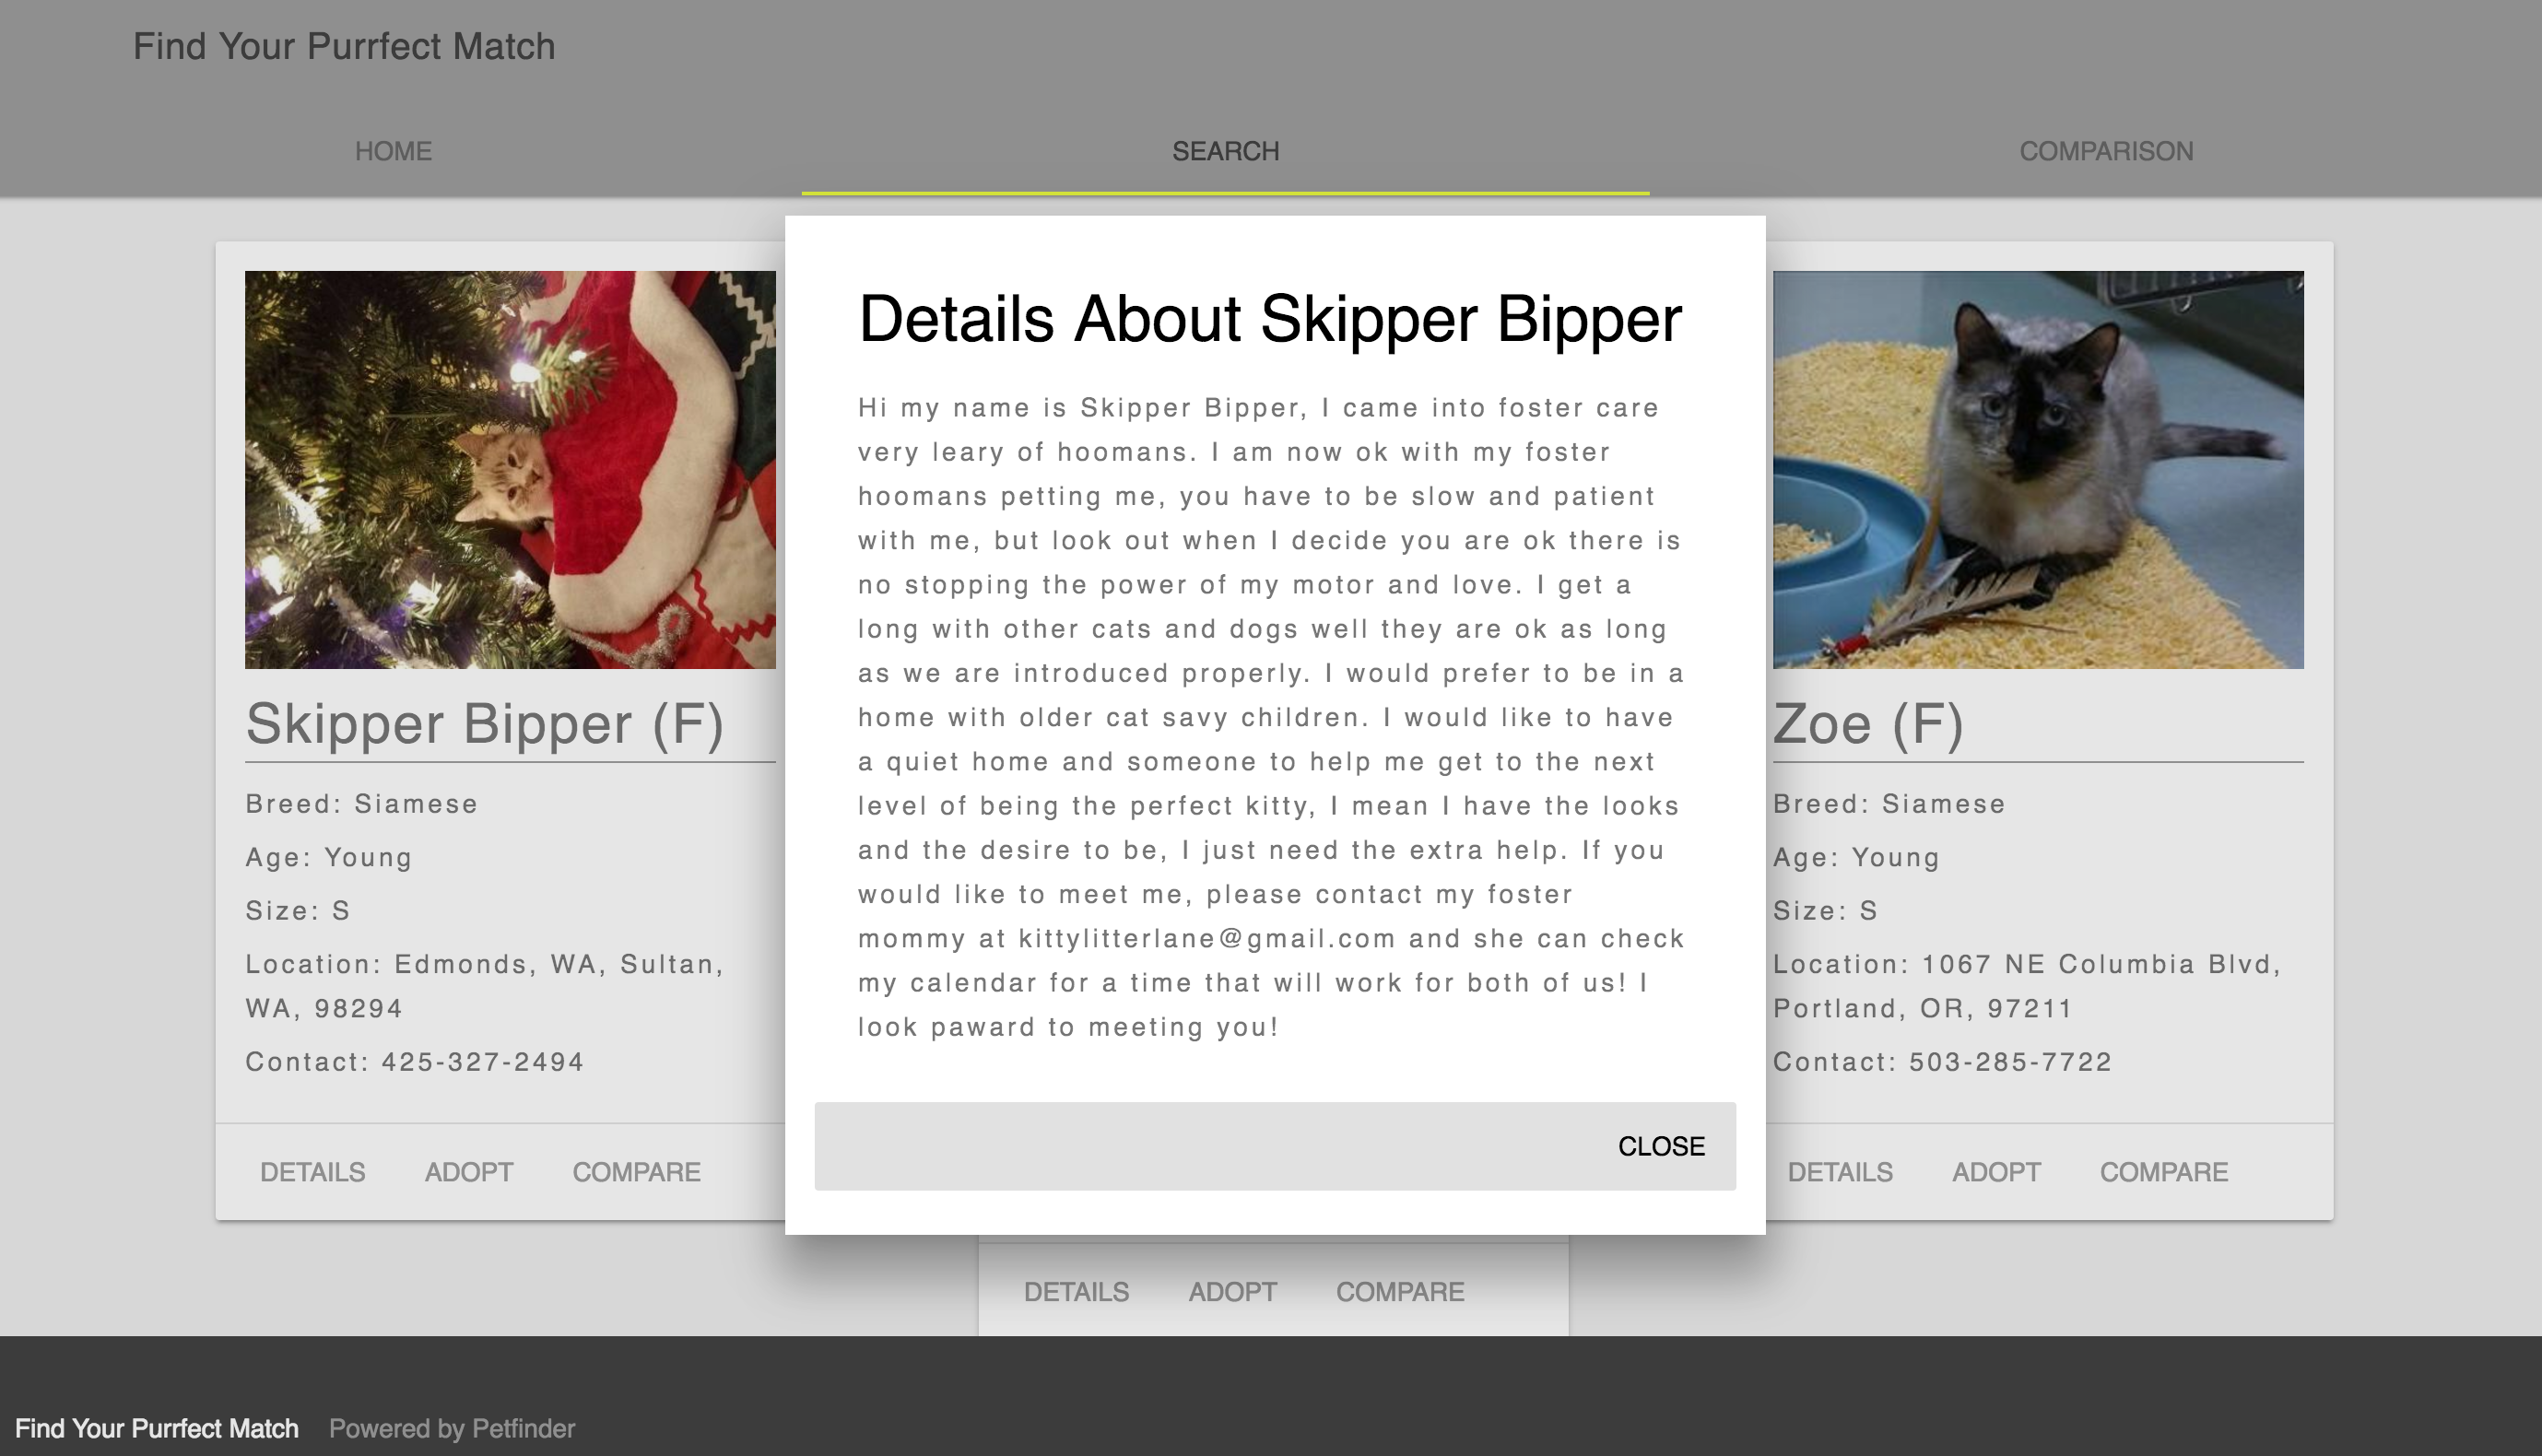 Find Your Purrfect Match
HOME
SEARCH
COMPARISON
Skipper Bipper (F)
Breed: Siamese
Age: Young
Size: S
Location: Edmonds, WA, Sultan,
WA, 98294
Contact: 425-327-2494
DETAILS
ADOPT
COMPARE
Details About Skipper Bipper
Hi my name is Skipper Bipper, I came into foster care
very leary of hoomans. I am now ok with my foster
hoomans petting me, you have to be slow and patient
with me, but look out when I decide you are ok there is
no stopping the power of my motor and love. I get a
long with other cats and dogs well they are ok as long
as we are introduced properly. I would prefer to be in a
home with older cat savy children. I would like to have
a quiet home and someone to help me get to the next
level of being the perfect kitty, I mean I have the looks
and the desire to be, I just need the extra help. If you
would like to meet me, please contact my foster
mommy at kittylitterlane@gmail.com and she can check
my calendar for a time that will work for both of us! I
look paward to meeting you!
CLOSE
DETAILS
ADOPT
COMPARE
Zoe (F)
Breed: Siamese
Age: Young
Size: S
Location: 1067 NE Columbia Blvd,
Portland, OR, 97211
Contact: 503-285-7722
DETAILS
ADOPT
COMPARE
Find Your Purrfect Match
Powered by Petfinder